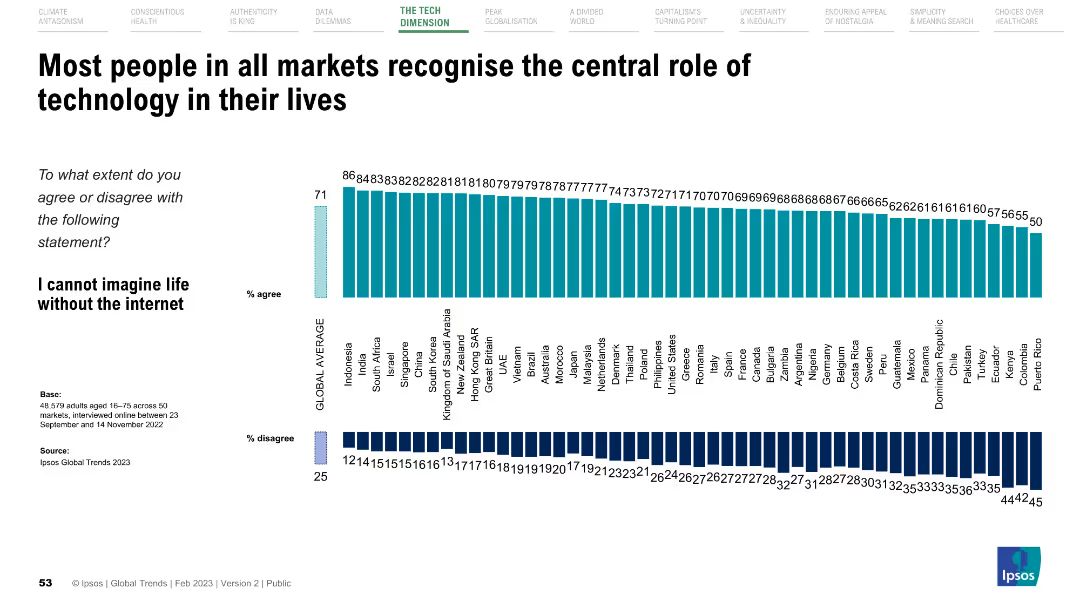 CLIMATE
ANTAGONISM
CONSCIENTIOUS
HEALTH
AUTHENTICITY
IS KING
DATA
DILEMMAS
THE TECH
DIMENSION
PEAK
GLOBALISATION
A DIVIDED
WORLD
CAPITALISM'S
TURNING POINT
UNCERTAINTY
& INEQUALITY
ENDURING APPEAL
OF NOSTALGIA
SIMPLICITY
& MEANING SEARCH
CHOICES OVER
HEALTHCARE
Most people in all markets recognise the central role of
technology in their lives
To what extent do you
agree or disagree with
the following
statement?
I cannot imagine life
without the internet
Base:
48,579 adults aged 16–75 across 50
markets, interviewed online between 23
September and 14 November 2022
Source:
Ipsos Global Trends 2023
% agree
71
86 84 83 83 82 82 82 81 81 81 80 79 79 79 78 78 77 77 77 74 73 73 72 71 71 70 70 70 69 69 69 68 68 68 68 67 66 66 65 62 62 61 61 61 61 60 57 56 55 50
GLOBAL AVERAGE
Indonesia
India
South Africa
Israel
Singapore
China
South Korea
Kingdom of Saudi Arabia
New Zealand
Hong Kong SAR
Great Britain
UAE
Vietnam
Brazil
Australia
Morocco
Japan
Malaysia
Netherlands
Denmark
Thailand
Poland
Philippines
United States
Greece
Romania
Italy
Spain
France
Canada
Bulgaria
Zambia
Argentina
Nigeria
Germany
Belgium
Costa Rica
Sweden
Peru
Guatemala
Mexico
Panama
Dominican Republic
Chile
Pakistan
Turkey
Ecuador
Kenya
Colombia
Puerto Rico
% disagree
25
12 14 15 15 15 16 16 13 17 17 16 18 19 19 19 20 17 19 21 23 23 21 26 24 26 27 26 27 27 27 28 32 27 31 28 27 28 30 31 32 35 33 33 35 36 33 35 44 42 45
53
© Ipsos | Global Trends | Feb 2023 | Version 2 | Public
Ipsos